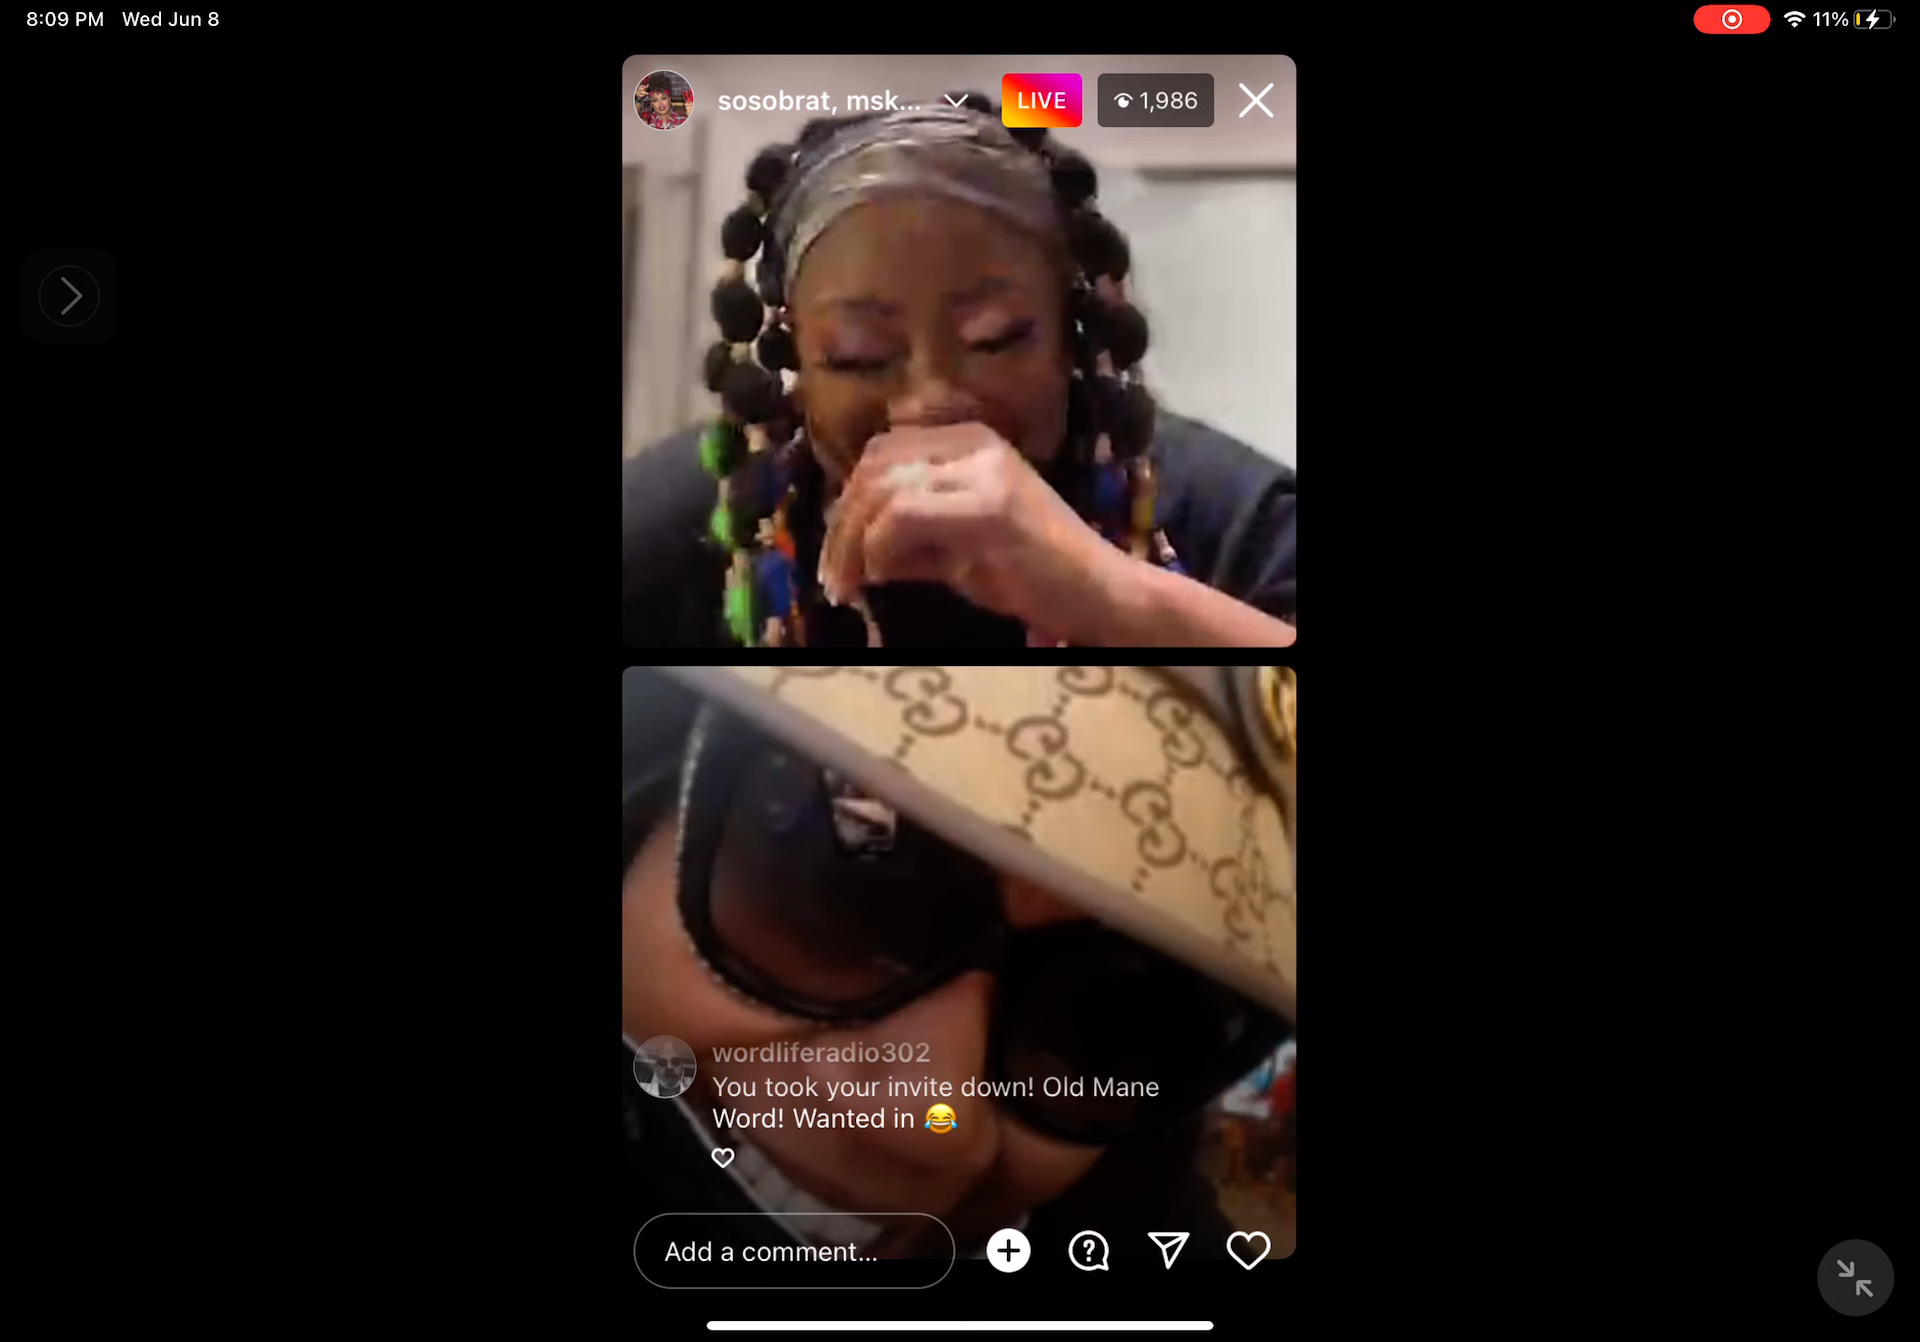 8:09 PM Wed Jun 8
11%
sosobrat, msk...
LIVE
1,986
wordliferadio302
You took your invite down! Old Mane
Word! Wanted in 😂
Add a comment...